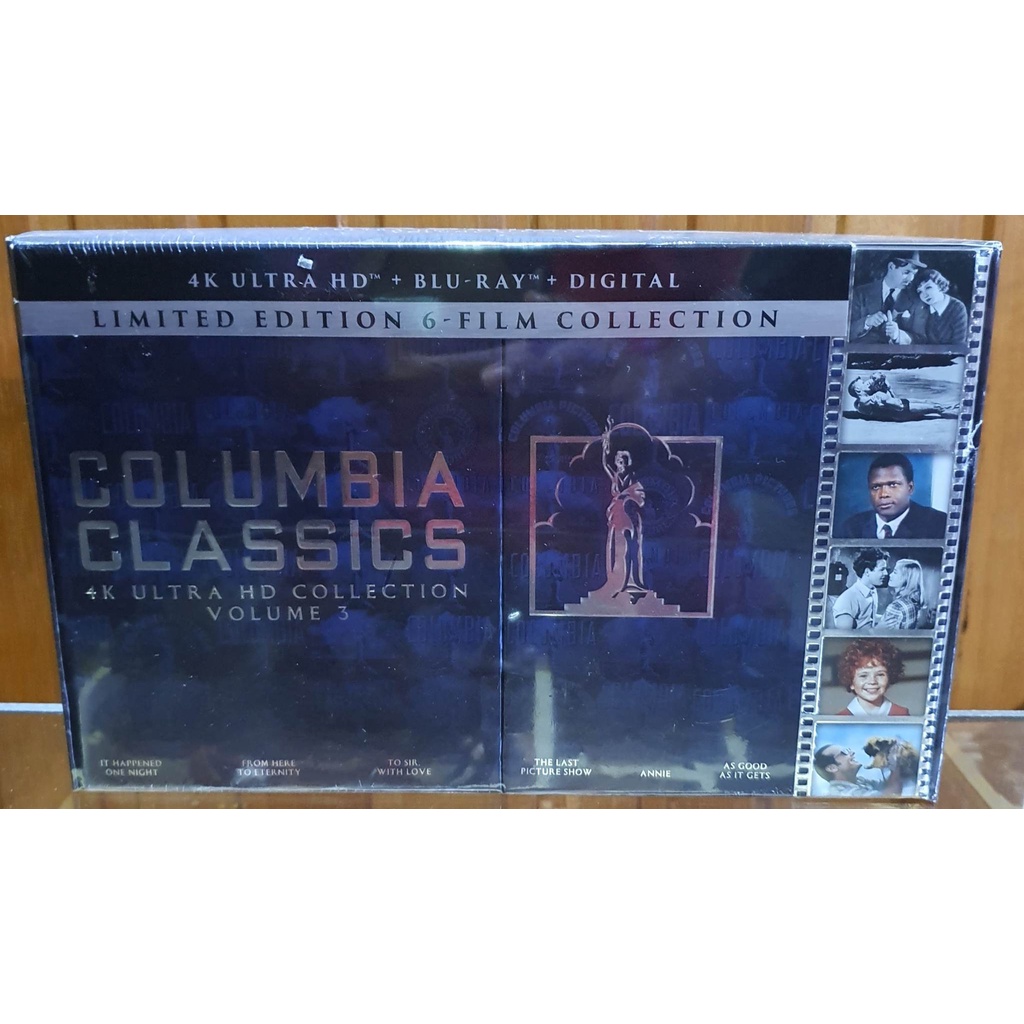 4K ULTRA HD™ + BLU-RAY™ + DIGITAL
LIMITED EDITION 6-FILM COLLECTION
COLUMBIA
CLASSICS
4K ULTRA HD COLLECTION
VOLUME 3
IT HAPPENED
ONE NIGHT
FROM HERE
TO ETERNITY
TO SIR
WITH LOVE
THE LAST
PICTURE SHOW
ANNIE
AS GOOD
AS IT GETS